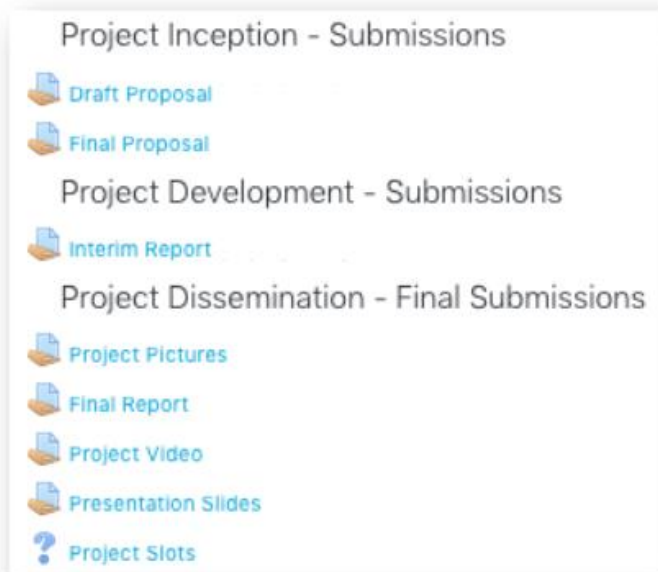 Project Inception - Submissions
Draft Proposal
Final Proposal
Project Development - Submissions
Interim Report
Project Dissemination - Final Submissions
Project Pictures
Final Report
Project Video
Presentation Slides
Project Slots